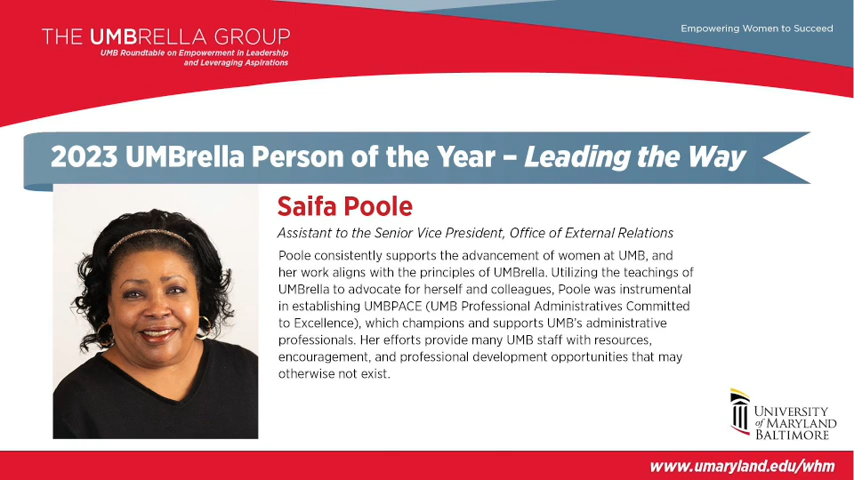 THE UMBRELLA GROUP
UMB Roundtable on Empowerment in Leadership
and Leveraging Aspirations
Empowering Women to Succeed
2023 UMBrella Person of the Year – Leading the Way
Saifa Poole
Assistant to the Senior Vice President, Office of External Relations
Poole consistently supports the advancement of women at UMB, and
her work aligns with the principles of UMBrella. Utilizing the teachings of
UMBrella to advocate for herself and colleagues, Poole was instrumental
in establishing UMBPACE (UMB Professional Administratives Committed
to Excellence), which champions and supports UMB's administrative
professionals. Her efforts provide many UMB staff with resources,
encouragement, and professional development opportunities that may
otherwise not exist.
UNIVERSITY
of MARYLAND
BALTIMORE
www.umaryland.edu/whm